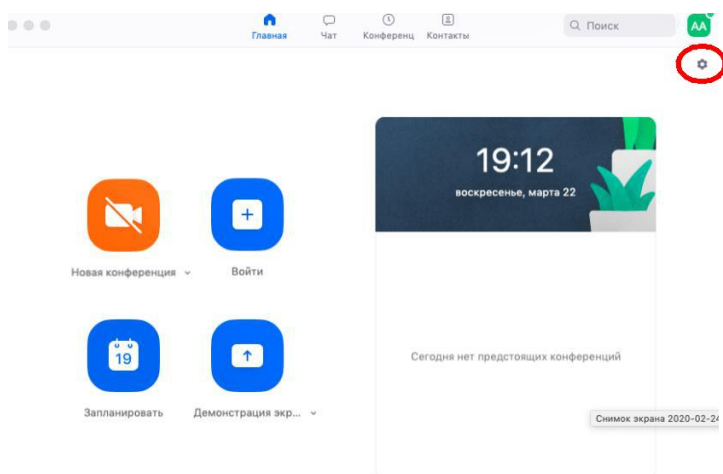 Главная
Чат
Конференц
Контакты
Поиск
AA
19:12
воскресенье, марта 22
Новая конференция
Войти
19
Запланировать
Демонстрация экр...
Сегодня нет предстоящих конференций
Снимок экрана 2020-02-24